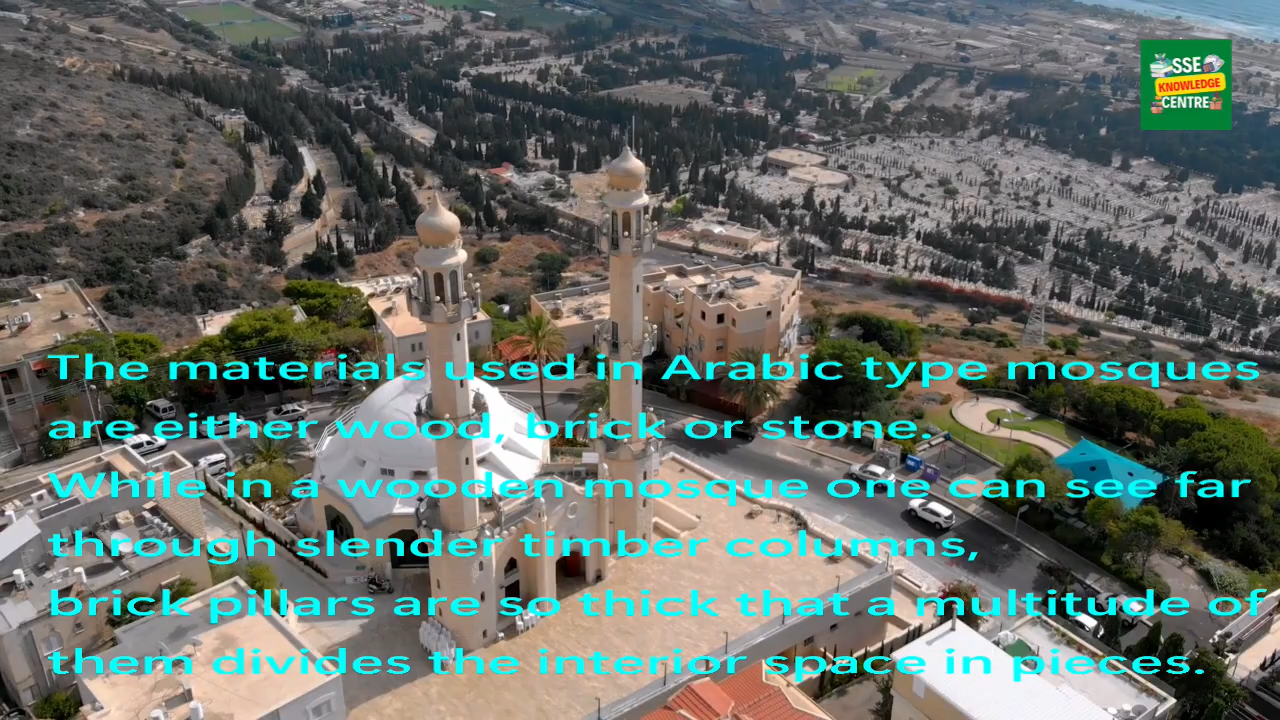 SSE
KNOWLEDGE
CENTRE
The materials used in Arabic type mosques
are either wood, brick or stone.
While in a wooden mosque one can see far
through slender timber columns,
brick pillars are so thick that a multitude of
them divides the interior space in pieces.